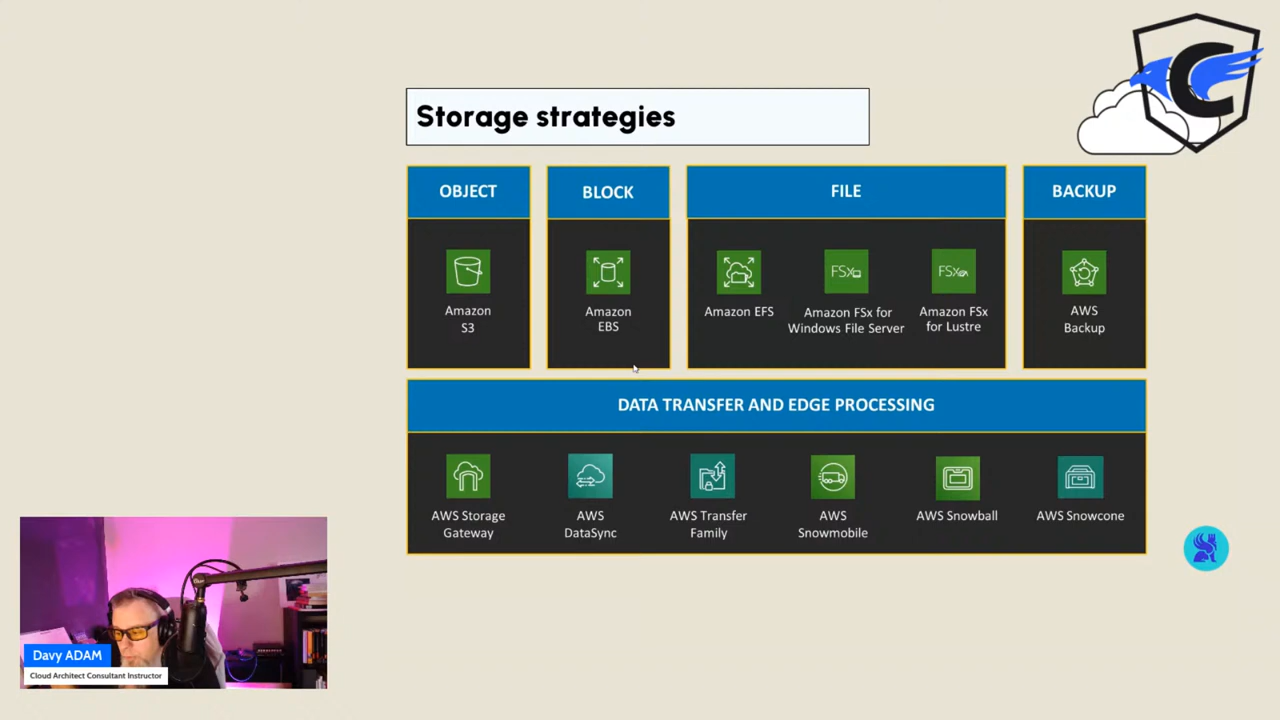 Storage strategies
OBJECT
BLOCK
FILE
BACKUP
FSx
FSx
Amazon
S3
Amazon
EBS
Amazon EFS
Amazon FSx for
Windows File Server
Amazon FSx
for Lustre
AWS
Backup
DATA TRANSFER AND EDGE PROCESSING
AWS Storage
Gateway
AWS
DataSync
AWS Transfer
Family
AWS
Snowmobile
AWS Snowball
AWS Snowcone
Davy ADAM
Cloud Architect Consultant Instructor
C